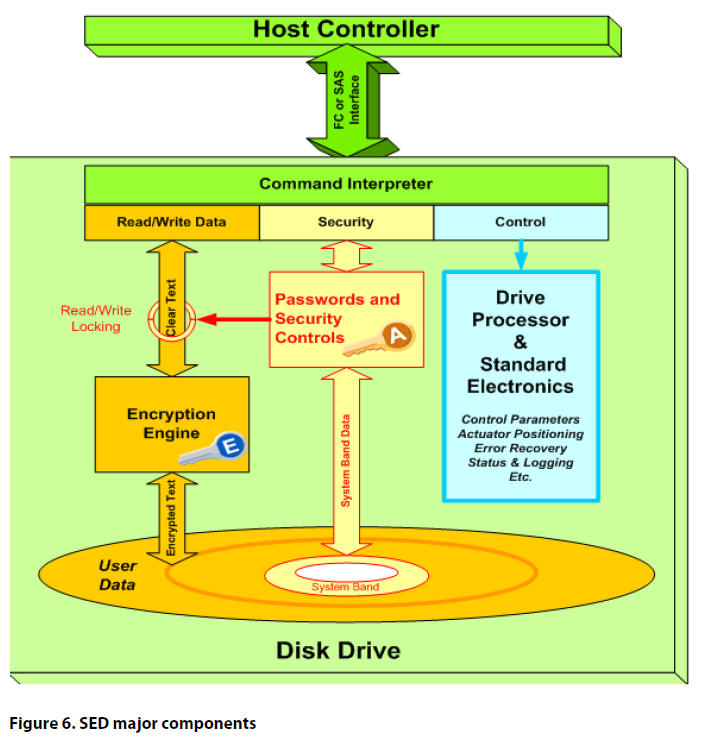 Host Controller
FC or SAS
Interface
Command Interpreter
Read/Write Data
Security
Control
Clear Text
Read/Write
Locking
Passwords and
Security
Controls
A
Drive
Processor
&
Standard
Electronics
Control Parameters
Actuator Positioning
Error Recovery
Status & Logging
Etc.
Encryption
Engine
E
Encrypted Text
System Band Data
User
Data
System Band
Disk Drive
Figure 6. SED major components